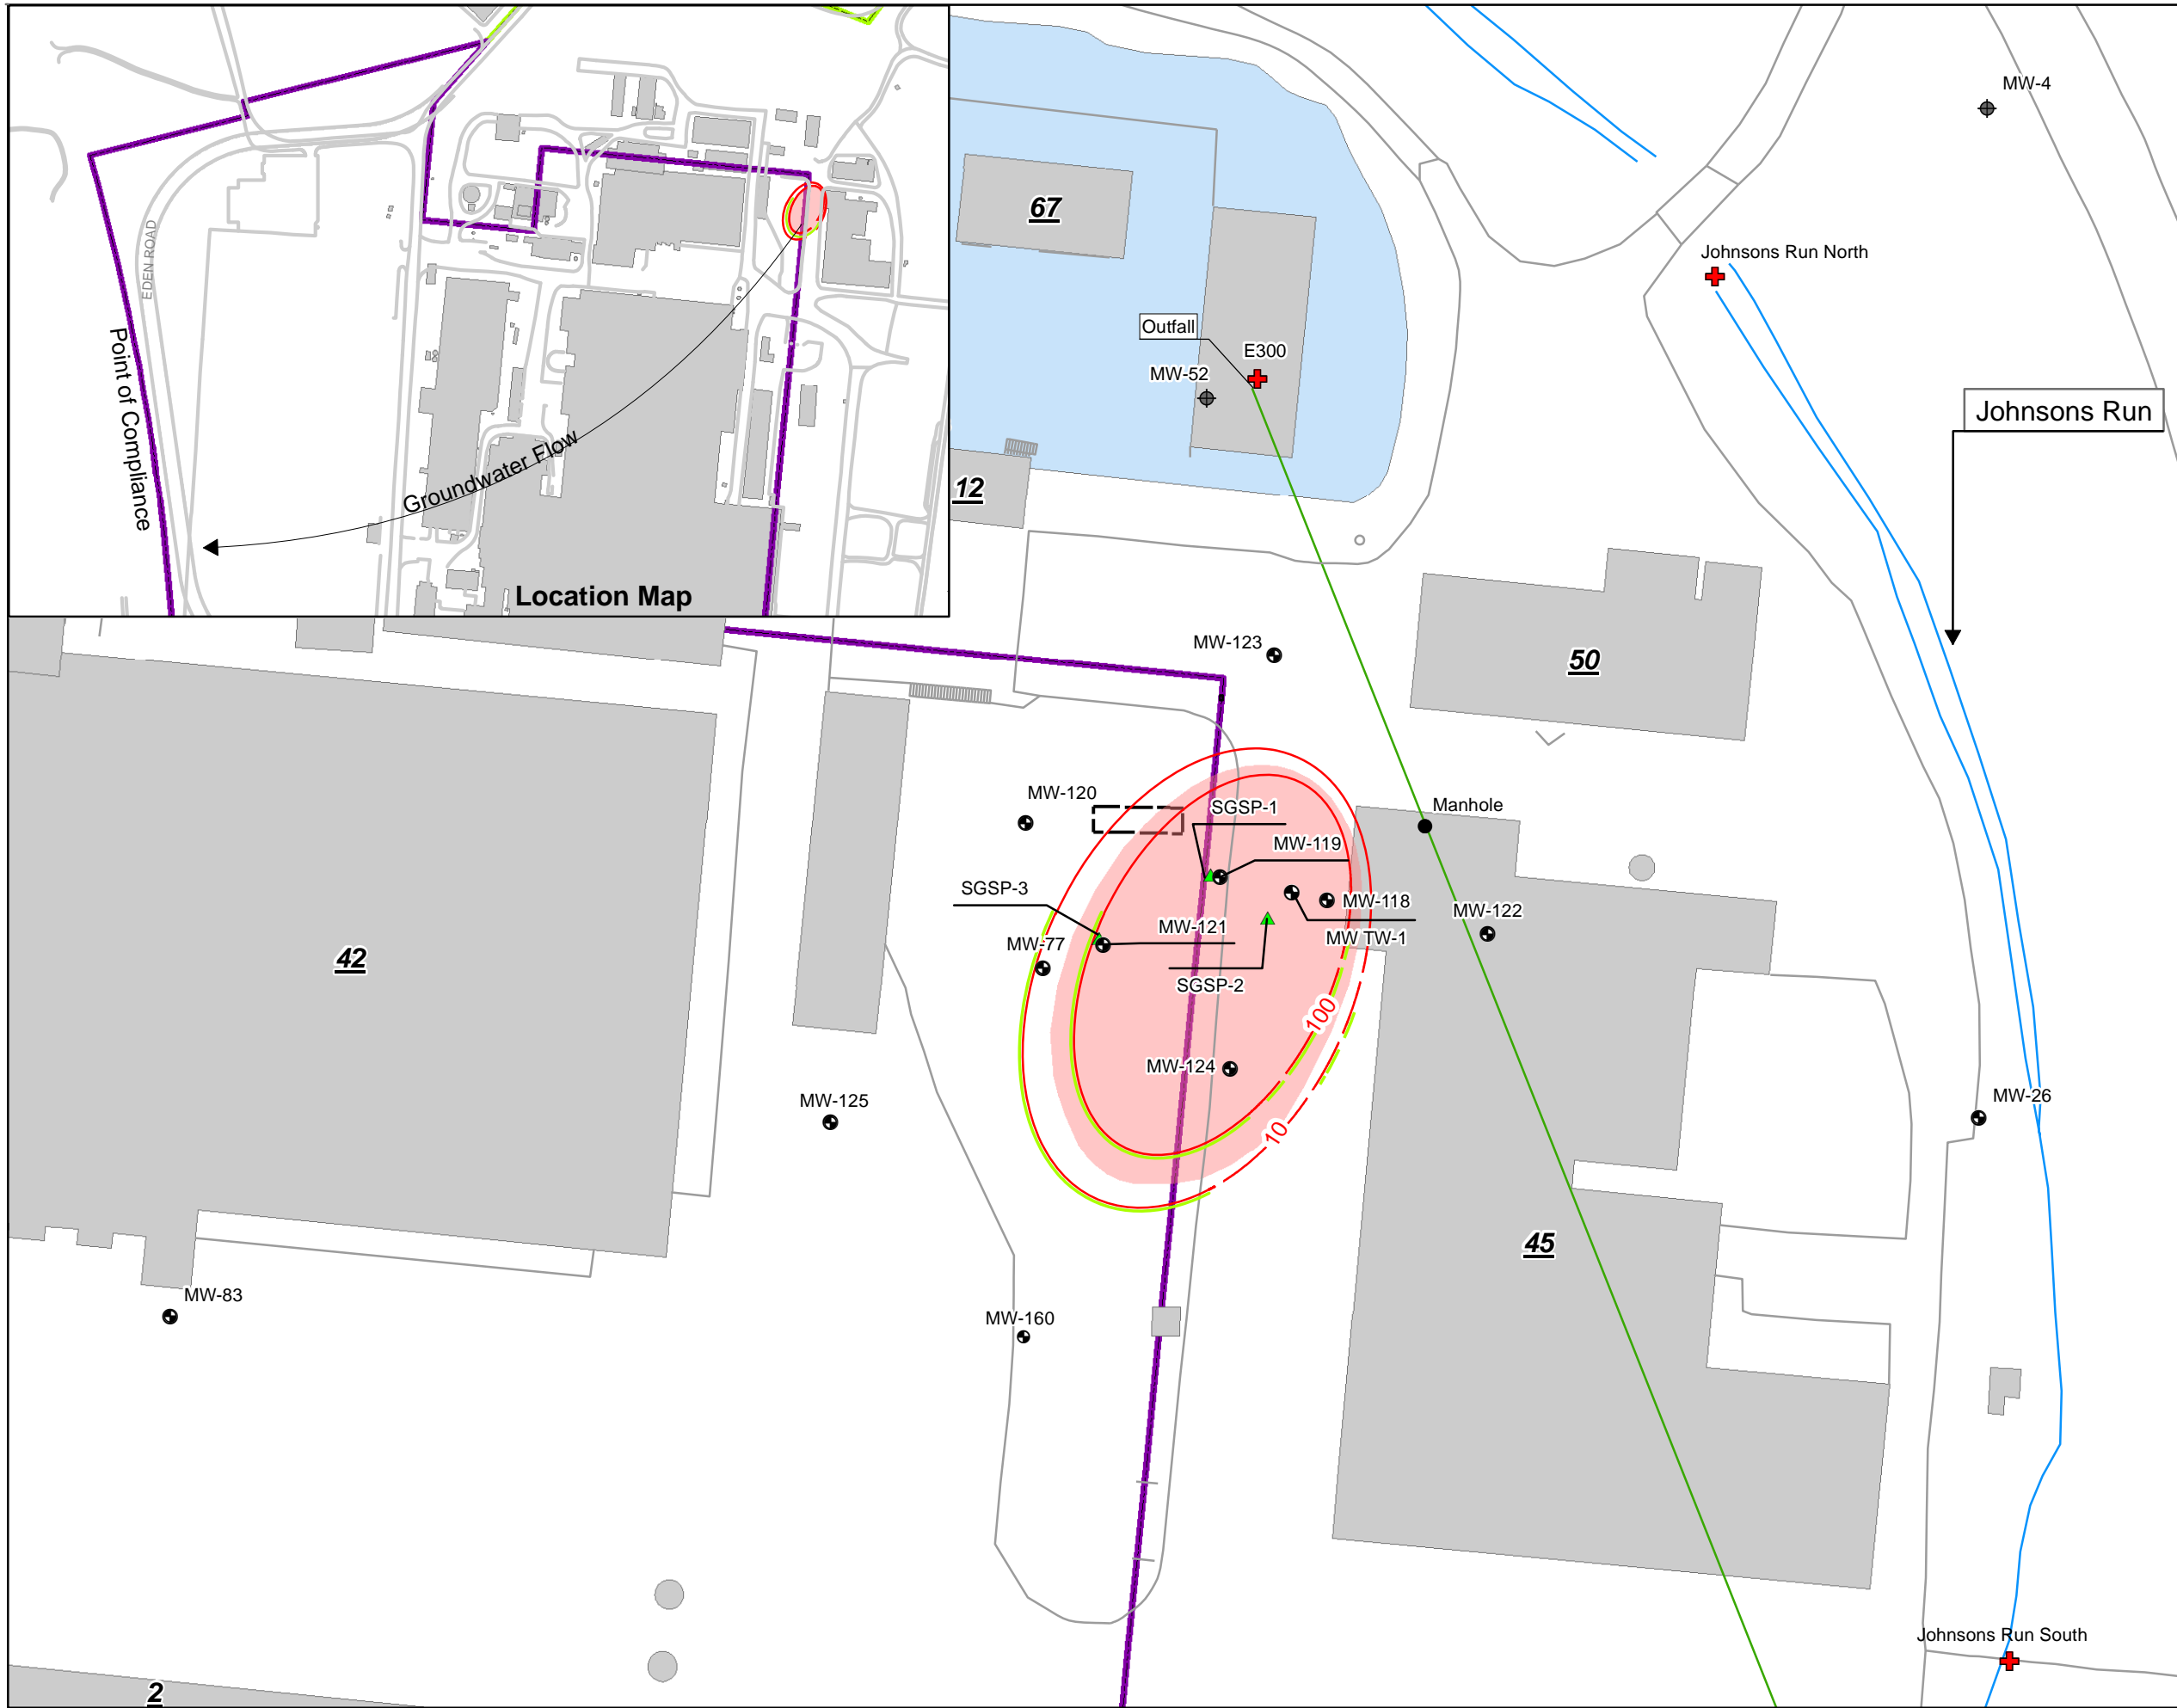 MW-4
67
Johnsons Run North
Outfall
E300
MW-52
Johnsons Run
EDEN ROAD
Point of Compliance
Groundwater Flow
12
Location Map
MW-123
50
MW-120
SGSP-1
Manhole
MW-119
SGSP-3
MW-118
MW-122
MW-121
MW TW-1
MW-77
42
SGSP-2
100
MW-124
MW-125
MW-26
10
45
MW-83
MW-160
Johnsons Run South
2